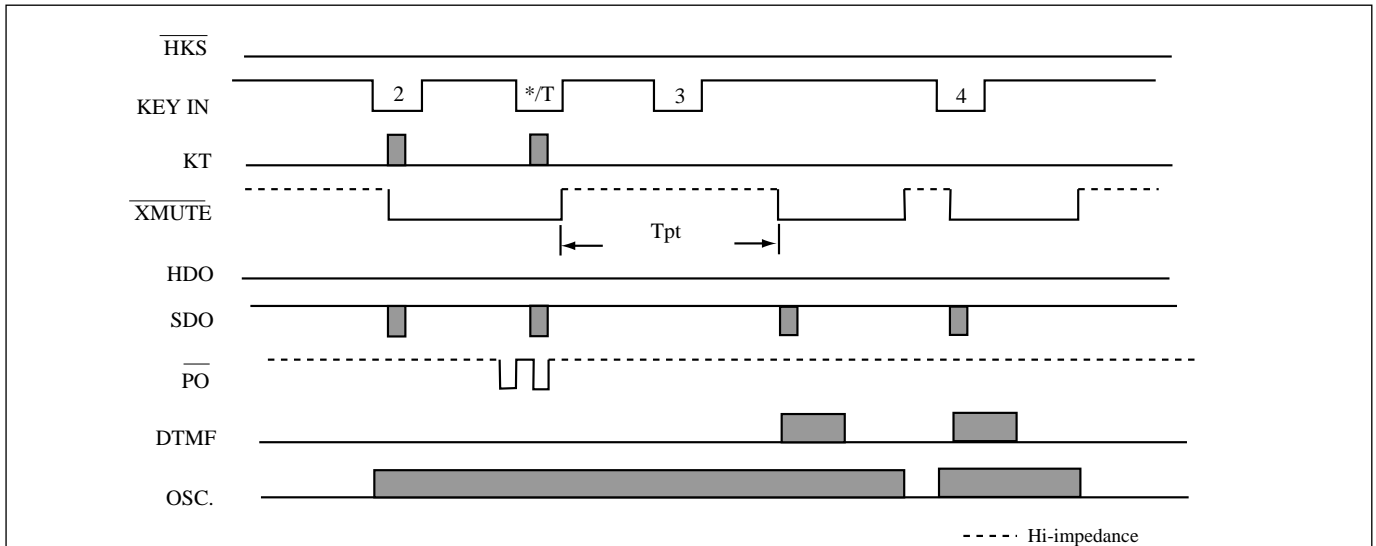 HKS
KEY IN 2 */T 3 4
KT
XMUTE
Tpt
HDO
SDO
PO
DTMF
OSC.
Hi-impedance